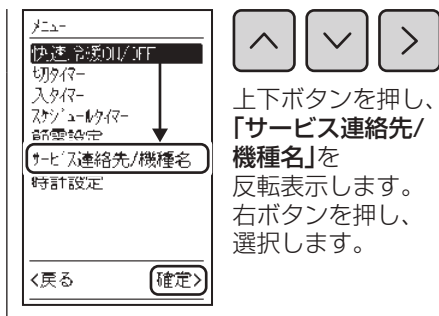 メニュー
快速 冷暖ON/OFF
切タイマー
入タイマー
スケジュールタイマー
節電設定
サービス連絡先/機種名
時計設定
<戻る
確定>
上下ボタンを押し、
「サービス連絡先/
機種名」を
反転表示します。
右ボタンを押し、
選択します。